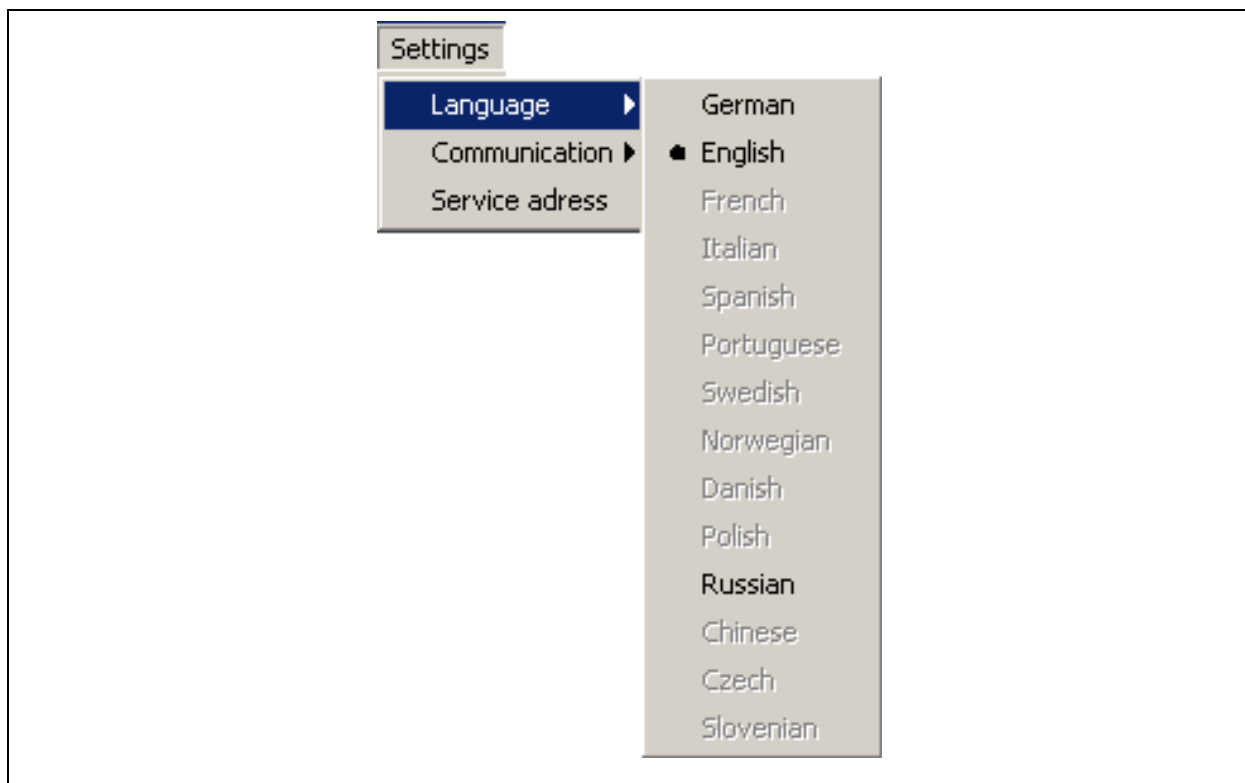 Settings
Language
Communication
Service adress
German
English
French
Italian
Spanish
Portuguese
Swedish
Norwegian
Danish
Polish
Russian
Chinese
Czech
Slovenian